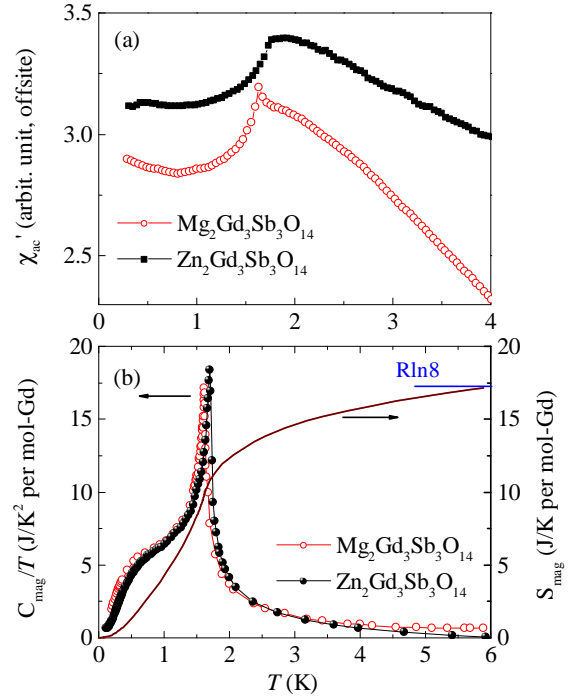 (a)
3.5
3.0
2.5
χac' (arbit. unit, offsite)
Mg2Gd3Sb3O14
Zn2Gd3Sb3O14
0 1 2 3 4
(b)
20
15
10
5
0
Cmag/T (J/K² per mol-Gd)
Rln8
20
15
10
5
0
Smag (J/K per mol-Gd)
Mg2Gd3Sb3O14
Zn2Gd3Sb3O14
0 1 2 3 4 5 6
T (K)